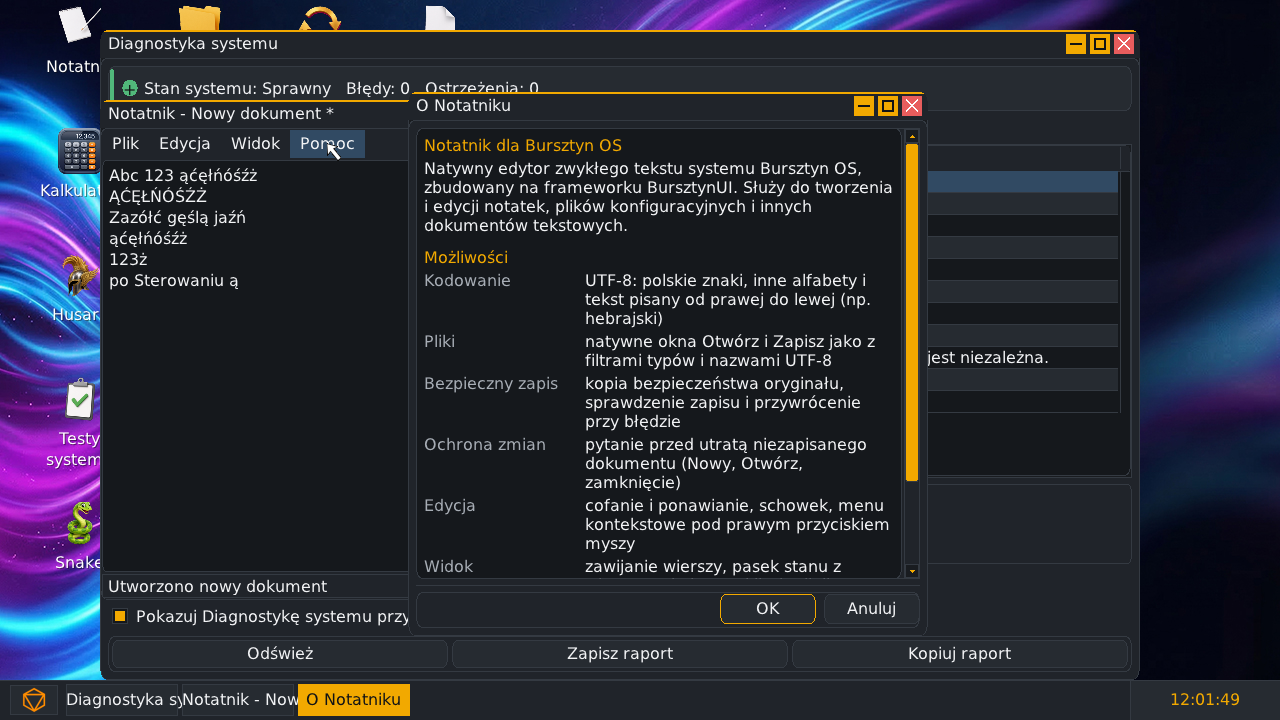 Notatn
Kalkula
Husar
Testy
system
Snake
Diagnostyka systemu
Stan systemu: Sprawny Błędy: 0 Ostrzeżenia: 0
Notatnik - Nowy dokument *
Plik Edycja Widok Pomoc
Abc 123 ąćęłńóśźż
ĄĆĘŁŃÓŚŹŻ
Zazółć gęślą jaźń
ąćęłńóśźż
123ż
po Sterowaniu ą
Utworzono nowy dokument
O Notatniku
Notatnik dla Bursztyn OS
Natywny edytor zwykłego tekstu systemu Bursztyn OS,
zbudowany na frameworku BursztynUI. Służy do tworzenia
i edycji notatek, plików konfiguracyjnych i innych
dokumentów tekstowych.
Możliwości
Kodowanie UTF-8: polskie znaki, inne alfabety i
tekst pisany od prawej do lewej (np.
hebrajski)
Pliki natywne okna Otwórz i Zapisz jako z
filtrami typów i nazwami UTF-8
Bezpieczny zapis kopia bezpieczeństwa oryginału,
sprawdzenie zapisu i przywrócenie
przy błędzie
Ochrona zmian pytanie przed utratą niezapisanego
dokumentu (Nowy, Otwórz,
zamknięcie)
Edycja cofanie i ponawianie, schowek, menu
kontekstowe pod prawym przyciskiem
myszy
Widok zawijanie wierszy, pasek stanu z
OK Anuluj
jest niezależna.
Pokazuj Diagnostykę systemu przy
Odśwież Zapisz raport Kopiuj raport
Diagnostyka sy Notatnik - Now O Notatniku 12:01:49